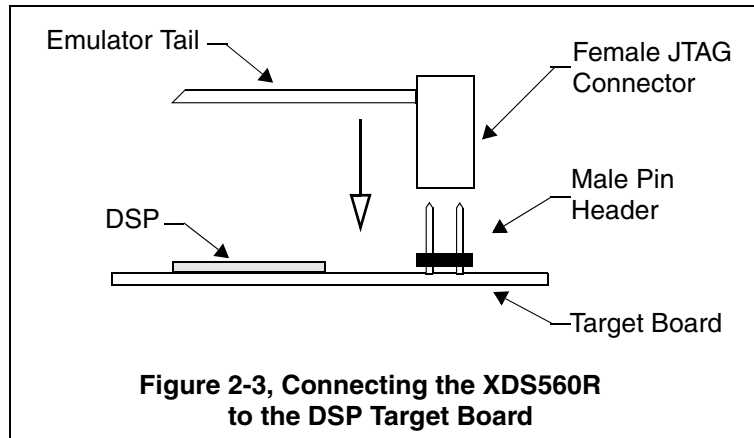 Emulator Tail
Female JTAG
Connector
Male Pin
Header
DSP
Target Board
Figure 2-3, Connecting the XDS560R
to the DSP Target Board